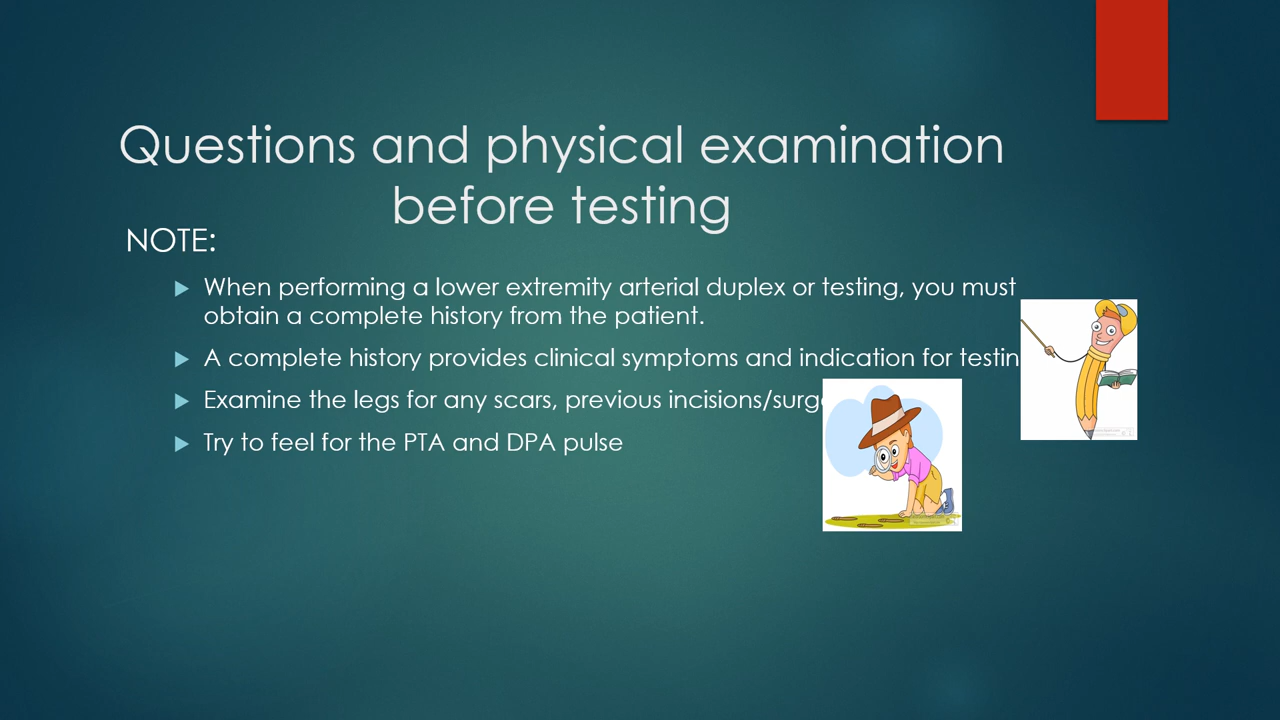 Questions and physical examination
before testing
NOTE:
When performing a lower extremity arterial duplex or testing, you must
obtain a complete history from the patient.
A complete history provides clinical symptoms and indication for testin
Examine the legs for any scars, previous incisions/surg
Try to feel for the PTA and DPA pulse